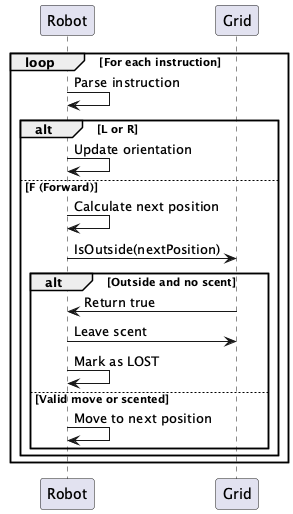 Robot Grid
loop [For each instruction]
Parse instruction
alt [L or R]
Update orientation
[F (Forward)]
Calculate next position
IsOutside(nextPosition)
alt [Outside and no scent]
Return true
Leave scent
Mark as LOST
[Valid move or scented]
Move to next position
Robot Grid